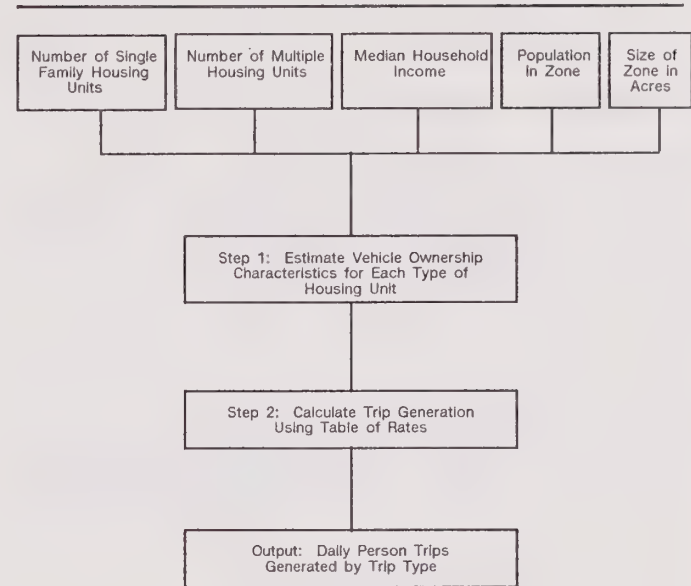 Number of Single
Family Housing
Units
Number of Multiple
Housing Units
Median Household
Income
Population
In Zone
Size of
Zone in
Acres
Step 1: Estimate Vehicle Ownership
Characteristics for Each Type of
Housing Unit
Step 2: Calculate Trip Generation
Using Table of Rates
Output: Daily Person Trips
Generated by Trip Type